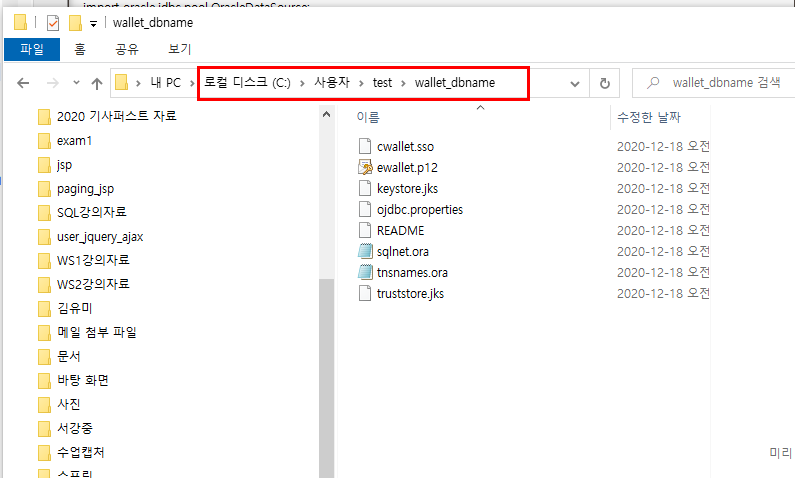 import oracle.jdbc.pool.OracleDataSource;
wallet_dbname
파일 홈 공유 보기
내 PC 로컬 디스크 (C:) 사용자 test wallet_dbname
wallet_dbname 검색
2020 기사퍼스트 자료
exam1
jsp
paging_jsp
SQL강의자료
user_jquery_ajax
WS1강의자료
WS2강의자료
김유미
메일 첨부 파일
문서
바탕 화면
사진
서강중
수업캡처
스프링
이름 수정한 날짜
cwallet.sso 2020-12-18 오전
ewallet.p12 2020-12-18 오전
keystore.jks 2020-12-18 오전
ojdbc.properties 2020-12-18 오전
README 2020-12-18 오전
sqlnet.ora 2020-12-18 오전
tnsnames.ora 2020-12-18 오전
truststore.jks 2020-12-18 오전
미리